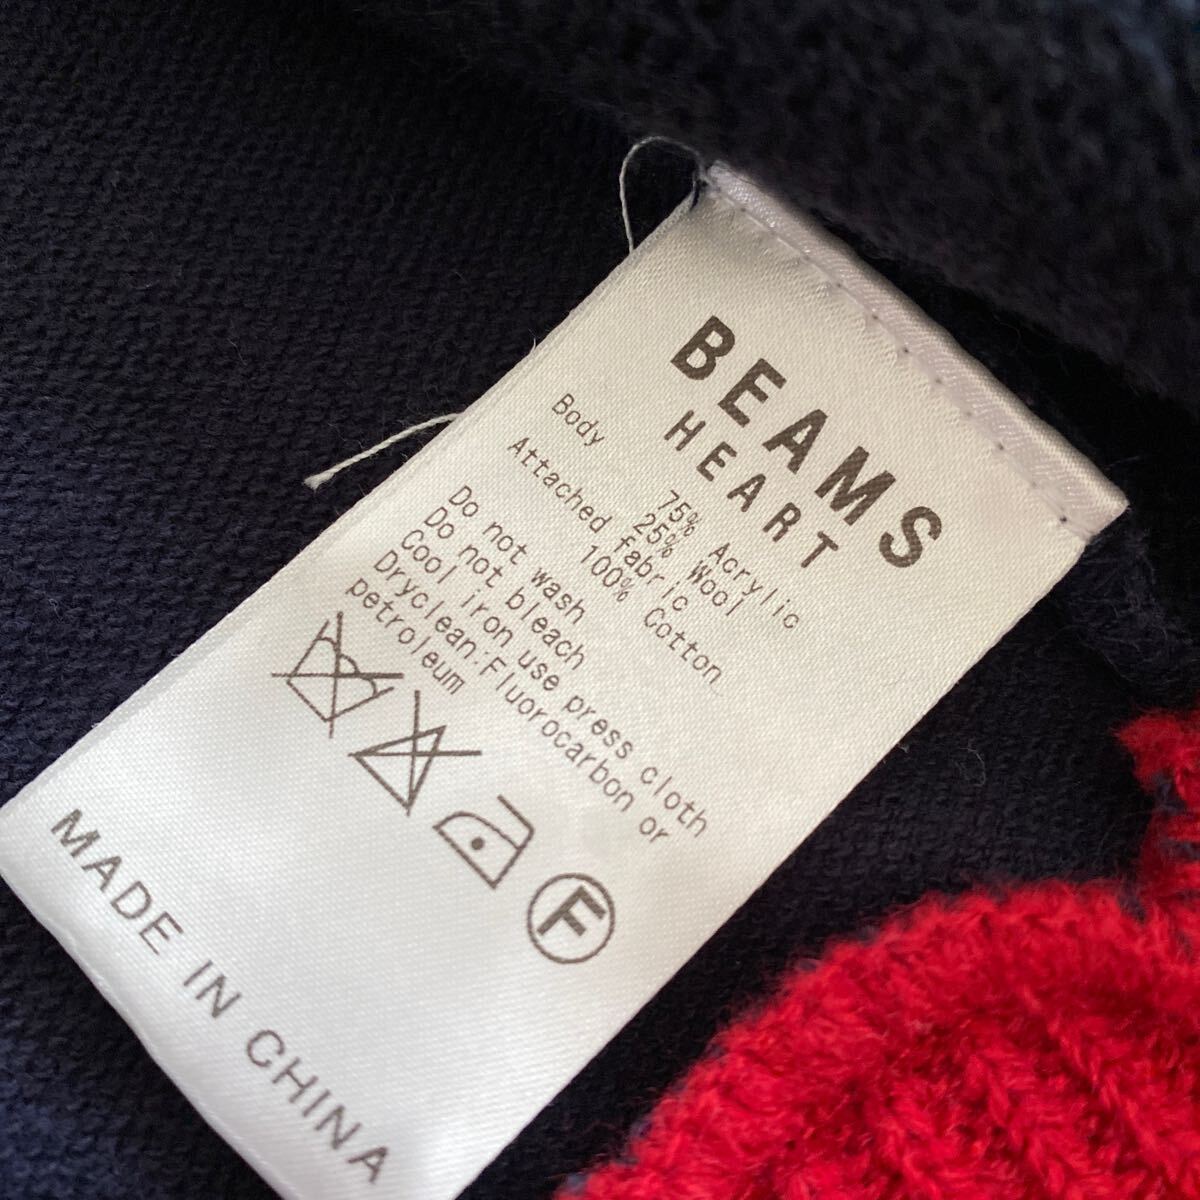 BEAMS
HEART
Body 75% Acrylic
25% Wool
Attached fabric
100% Cotton
Do not wash
Do not bleach
Cool iron use press cloth
Dryclean:Fluorocarbon or
petroleum
F
MADE IN CHINA